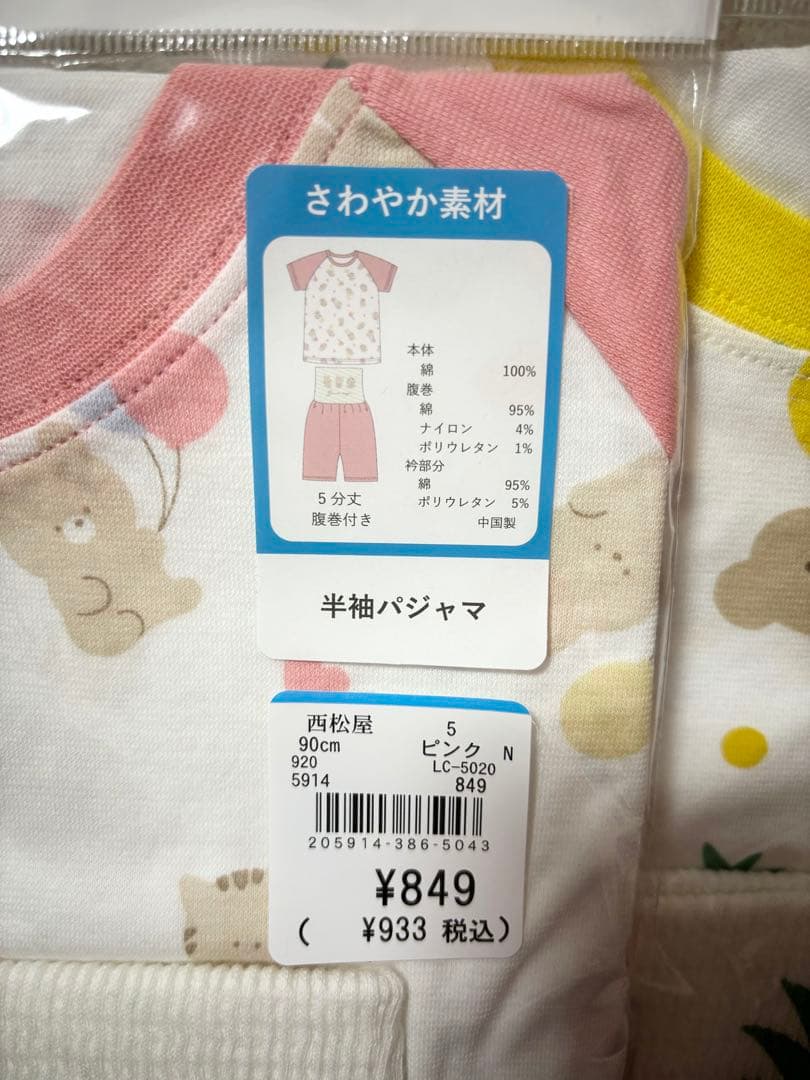 さわやか素材
本体
綿 100%
腹巻
綿 95%
ナイロン 4%
ポリウレタン 1%
衿部分
綿 95%
ポリウレタン 5%
中国製
5分丈
腹巻付き
半袖パジャマ
西松屋 5
90cm ピンク N
920 LC-5020
5914 849
205914-386-5043
¥849
( ¥933 税込)